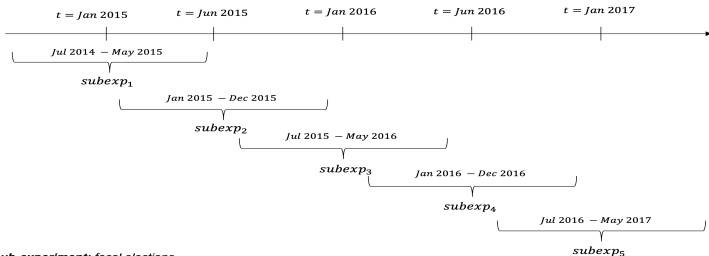 t = Jan 2015 t = Jun 2015 t = Jan 2016 t = Jun 2016 t = Jan 2017
Jul 2014 − May 2015
subexp₁
Jan 2015 − Dec 2015
subexp₂
Jul 2015 − May 2016
subexp₃
Jan 2016 − Dec 2016
subexp₄
Jul 2016 − May 2017
subexp₅